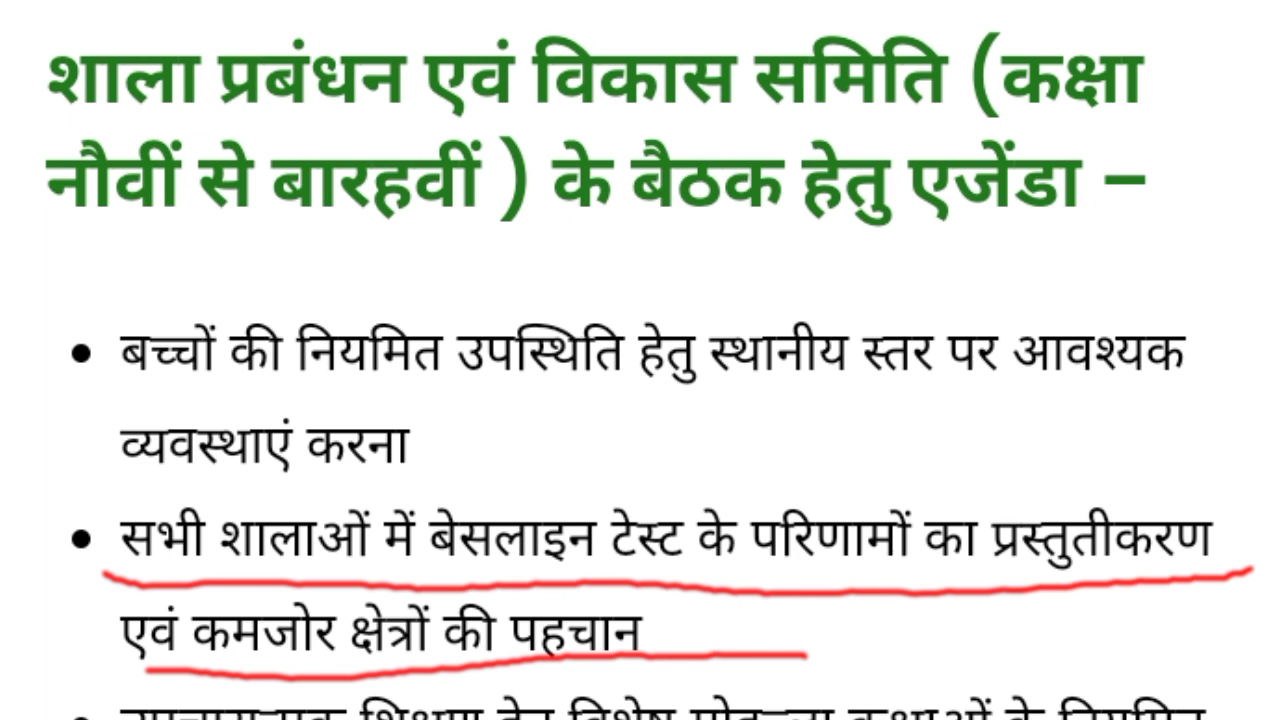 शाला प्रबंधन एवं विकास समिति (कक्षा
नौवीं से बारहवीं ) के बैठक हेतु एजेंडा –
बच्चों की नियमित उपस्थिति हेतु स्थानीय स्तर पर आवश्यक
व्यवस्थाएं करना
सभी शालाओं में बेसलाइन टेस्ट के परिणामों का प्रस्तुतीकरण
एवं कमजोर क्षेत्रों की पहचान